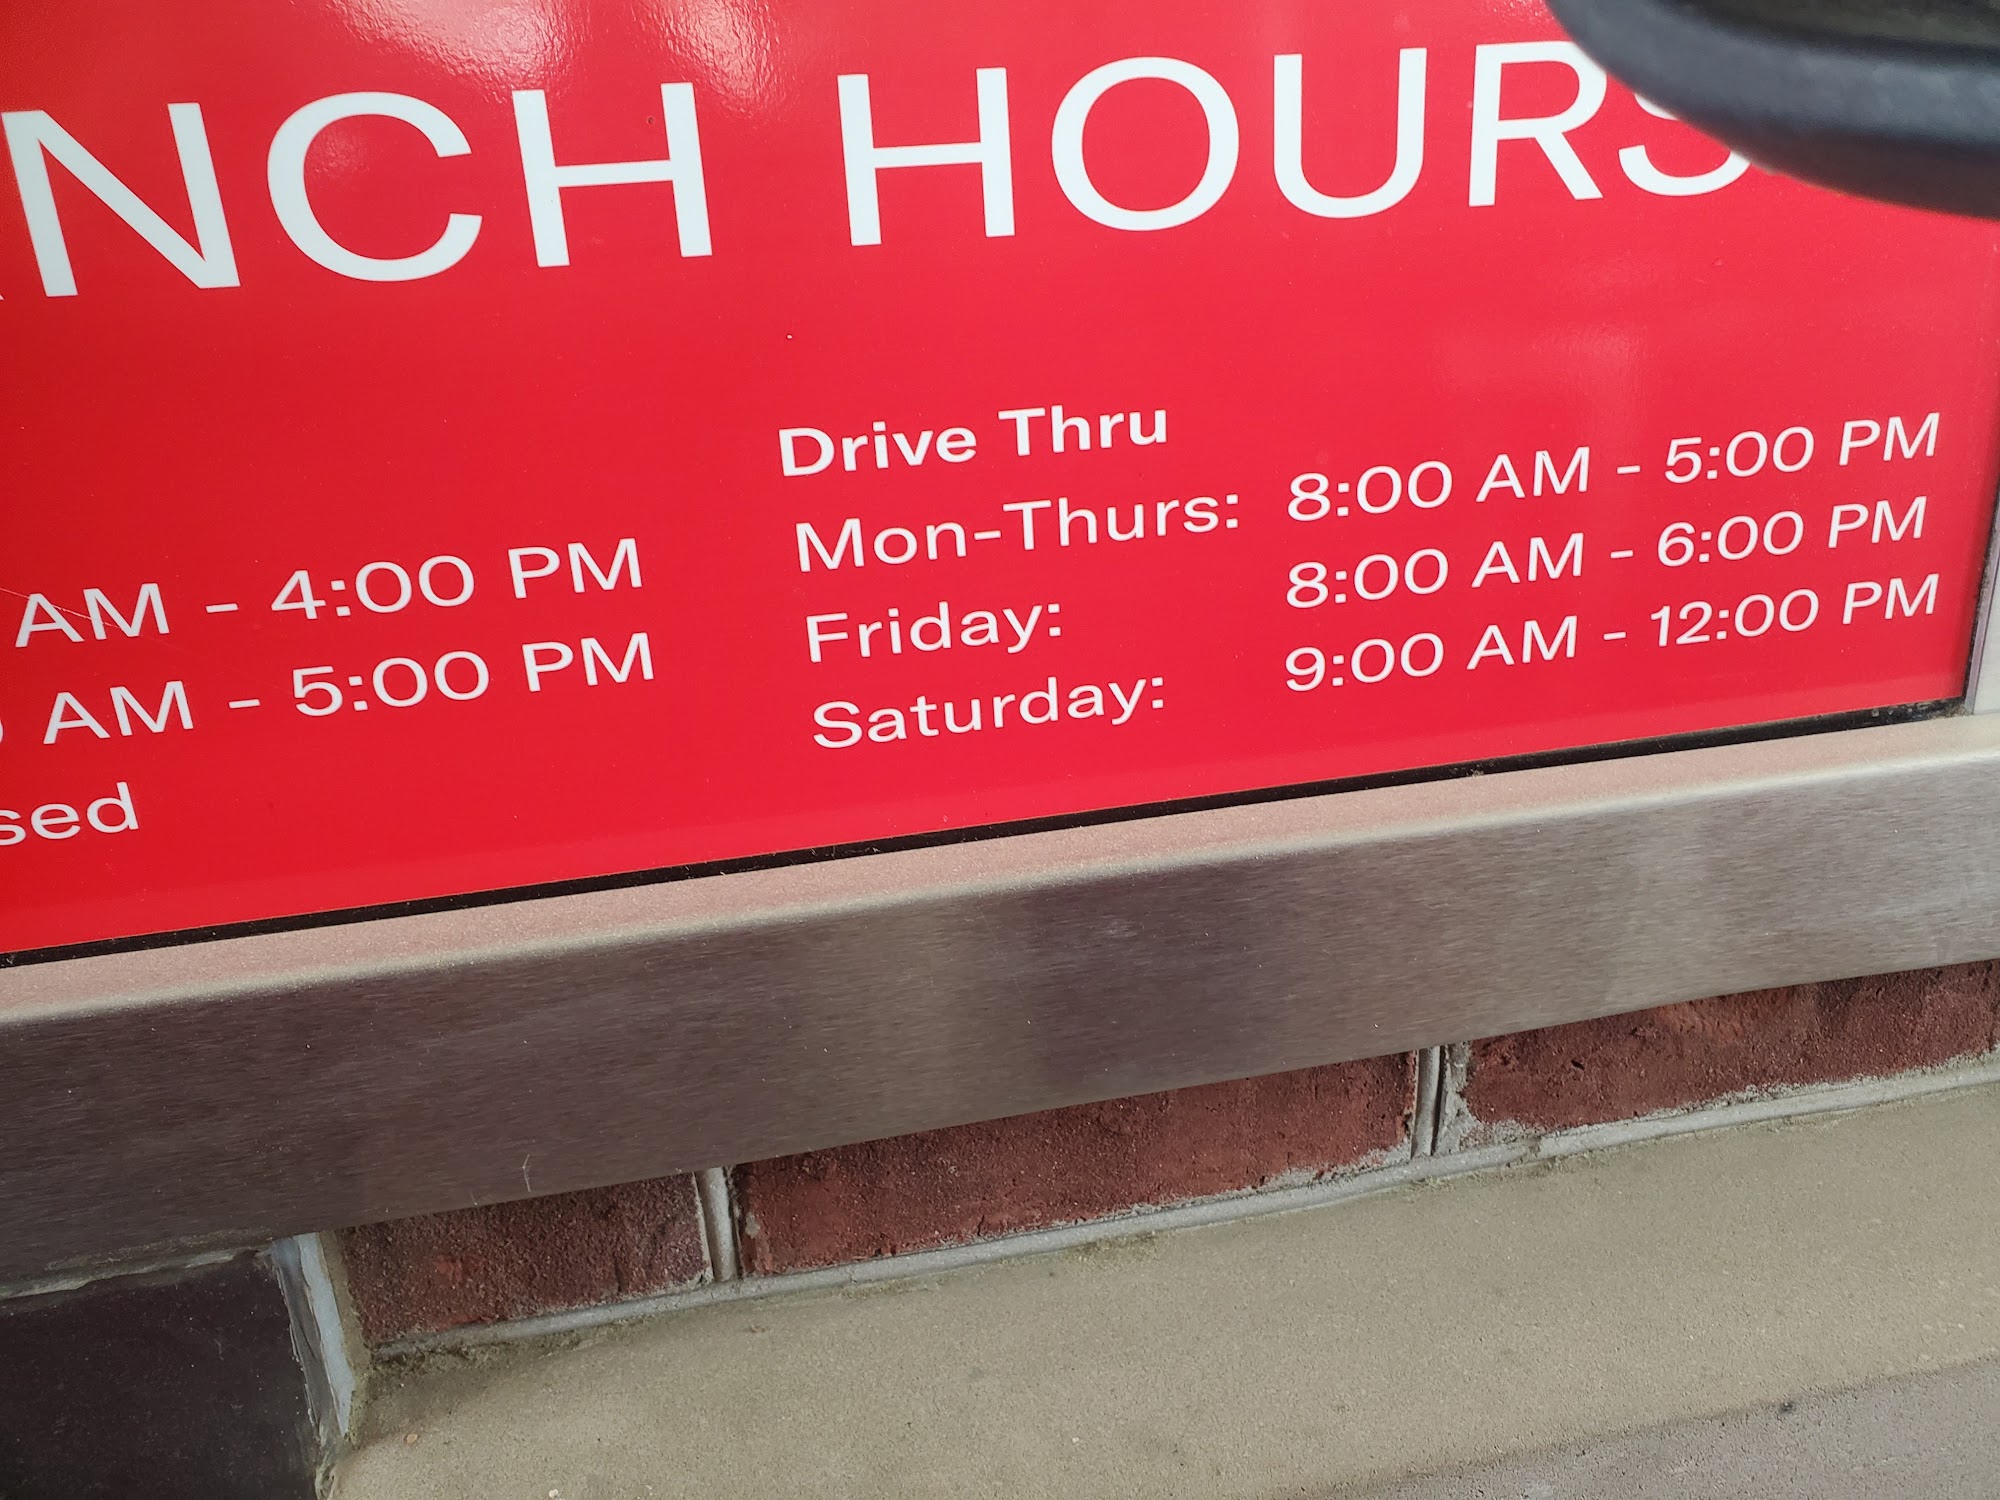 NCH HOURS
AM - 4:00 PM
AM - 5:00 PM
sed
Drive Thru
Mon-Thurs: 8:00 AM - 5:00 PM
Friday: 8:00 AM - 6:00 PM
Saturday: 9:00 AM - 12:00 PM